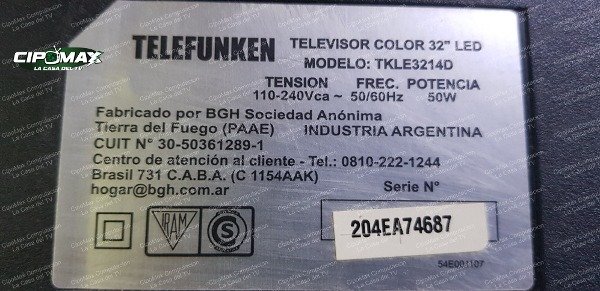 CIPOMAX
LA CASA DEL TV
TELEFUNKEN TELEVISOR COLOR 32" LED
MODELO: TKLE3214D
TENSION FREC. POTENCIA
110-240Vca ~ 50/60Hz 50W
Fabricado por BGH Sociedad Anónima
Tierra del Fuego (PAAE) INDUSTRIA ARGENTINA
CUIT N° 30-50361289-1
Centro de atención al cliente - Tel.: 0810-222-1244
Brasil 731 C.A.B.A. (C 1154AAK)
hogar@bgh.com.ar Serie N°
IRAM S 204EA74687
54E001107